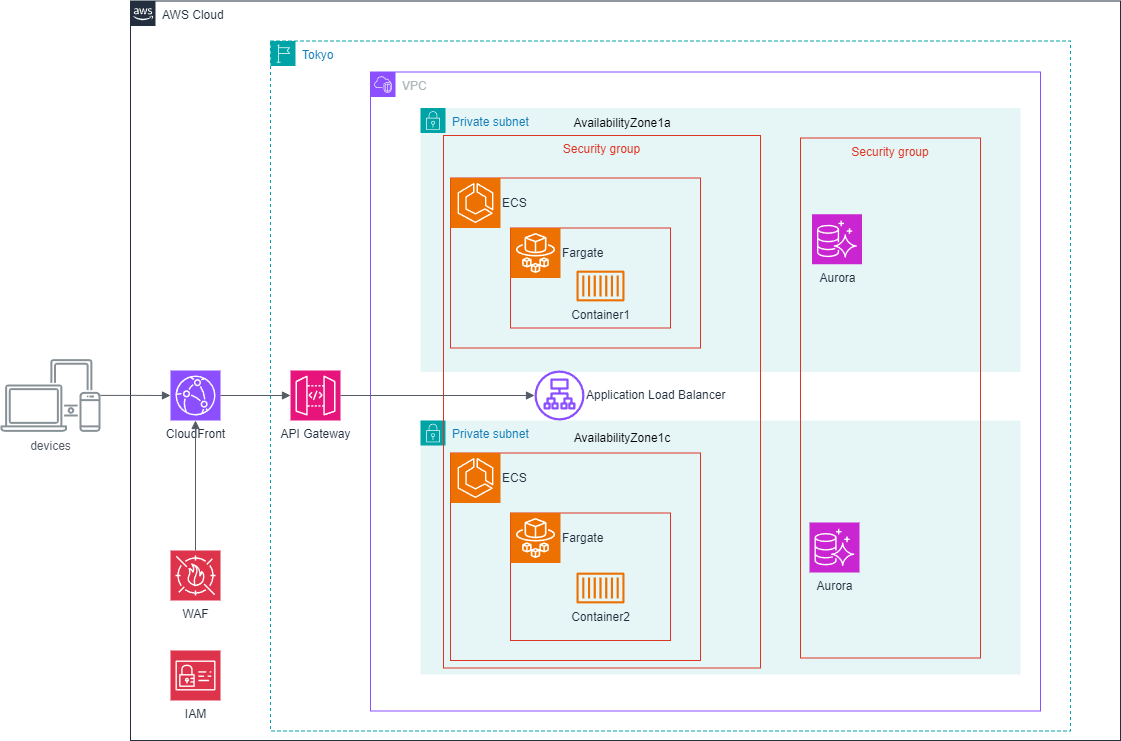 aws
AWS Cloud
Tokyo
VPC
Private subnet
AvailabilityZone1a
Security group
Security group
ECS
Fargate
Container1
Aurora
devices
CloudFront
API Gateway
Application Load Balancer
Private subnet
AvailabilityZone1c
ECS
Fargate
Container2
Aurora
WAF
IAM